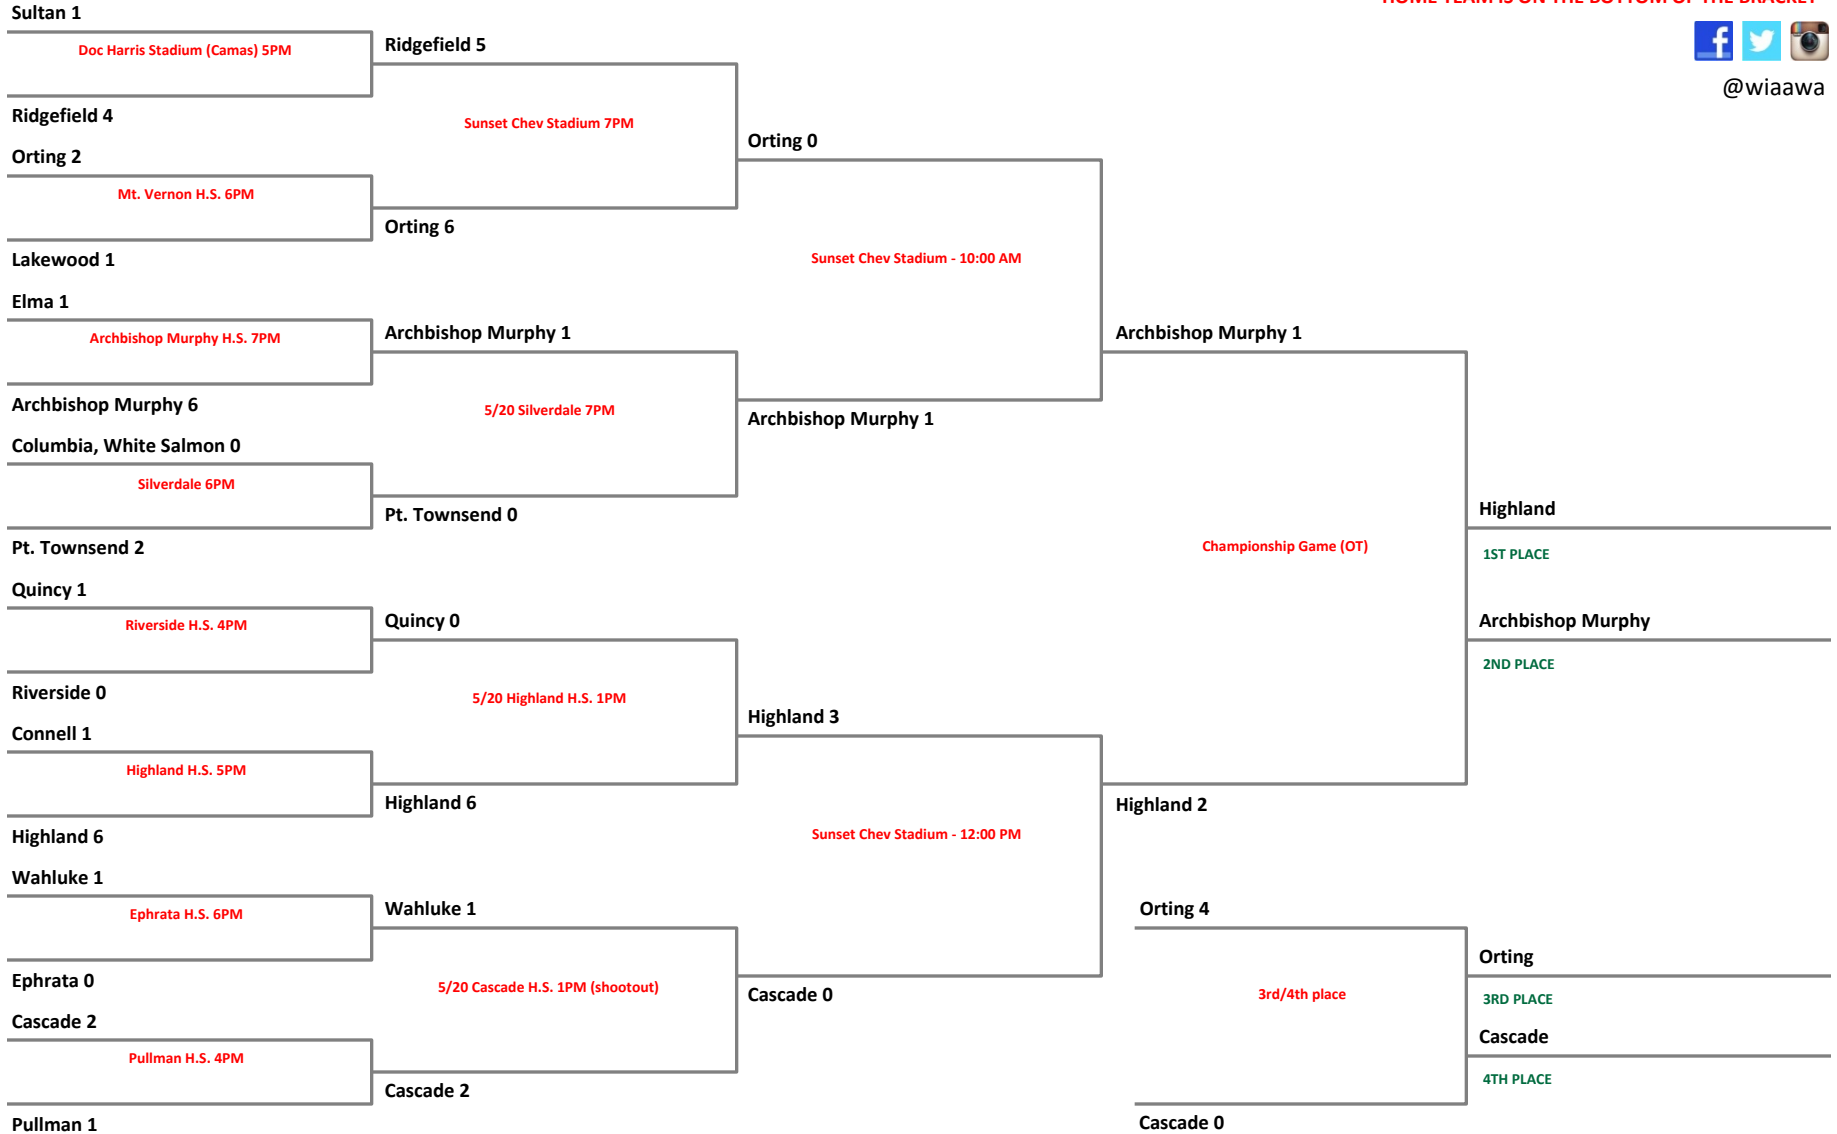 HOME TEAM IS ON THE BOTTOM OF THE BRACKET
@wiaawa
Sultan 1
Doc Harris Stadium (Camas) 5PM
Ridgefield 4
Orting 2
Mt. Vernon H.S. 6PM
Lakewood 1
Elma 1
Archbishop Murphy H.S. 7PM
Archbishop Murphy 6
Columbia, White Salmon 0
Silverdale 6PM
Pt. Townsend 2
Quincy 1
Riverside H.S. 4PM
Riverside 0
Connell 1
Highland H.S. 5PM
Highland 6
Wahluke 1
Ephrata H.S. 6PM
Ephrata 0
Cascade 2
Pullman H.S. 4PM
Pullman 1
Ridgefield 5
Sunset Chev Stadium 7PM
Orting 6
Archbishop Murphy 1
5/20 Silverdale 7PM
Pt. Townsend 0
Quincy 0
5/20 Highland H.S. 1PM
Highland 6
Wahluke 1
5/20 Cascade H.S. 1PM (shootout)
Cascade 2
Orting 0
Sunset Chev Stadium - 10:00 AM
Archbishop Murphy 1
Highland 3
Sunset Chev Stadium - 12:00 PM
Cascade 0
Archbishop Murphy 1
Championship Game (OT)
Highland 2
Orting 4
3rd/4th place
Cascade 0
Highland
1ST PLACE
Archbishop Murphy
2ND PLACE
Orting
3RD PLACE
Cascade
4TH PLACE